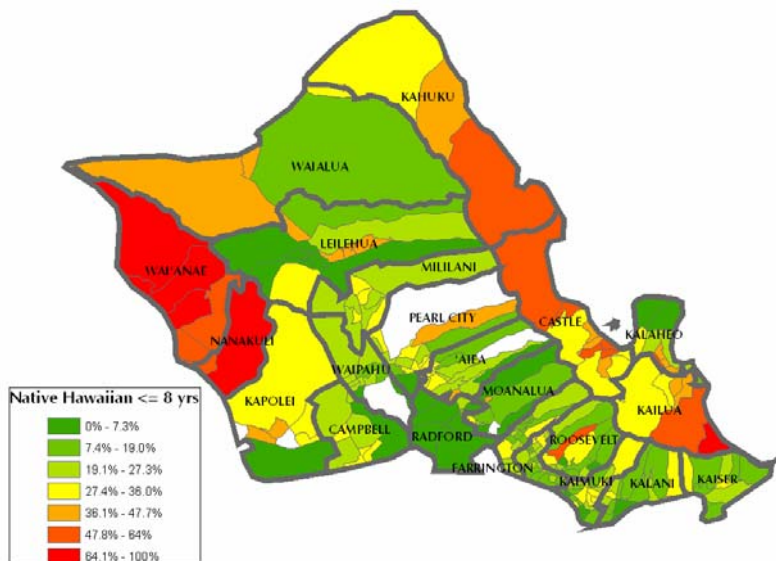 KAHUKU
WAIALUA
LEILEHUA
WAI'ANAE
MILILANI
PEARL CITY
CASTLE
KALAHEO
NANAKULI
'AIEA
WAIPAHU
MOANALUA
KAPOLEI
KAILUA
CAMPBELL
RADFORD
ROOSEVELT
FARRINGTON
KAIMUKI
KALANI
KAISER
Native Hawaiian <= 8 yrs
0% - 7.3%
7.4% - 19.0%
19.1% - 27.3%
27.4% - 36.0%
36.1% - 47.7%
47.8% - 64%
64.1% - 100%